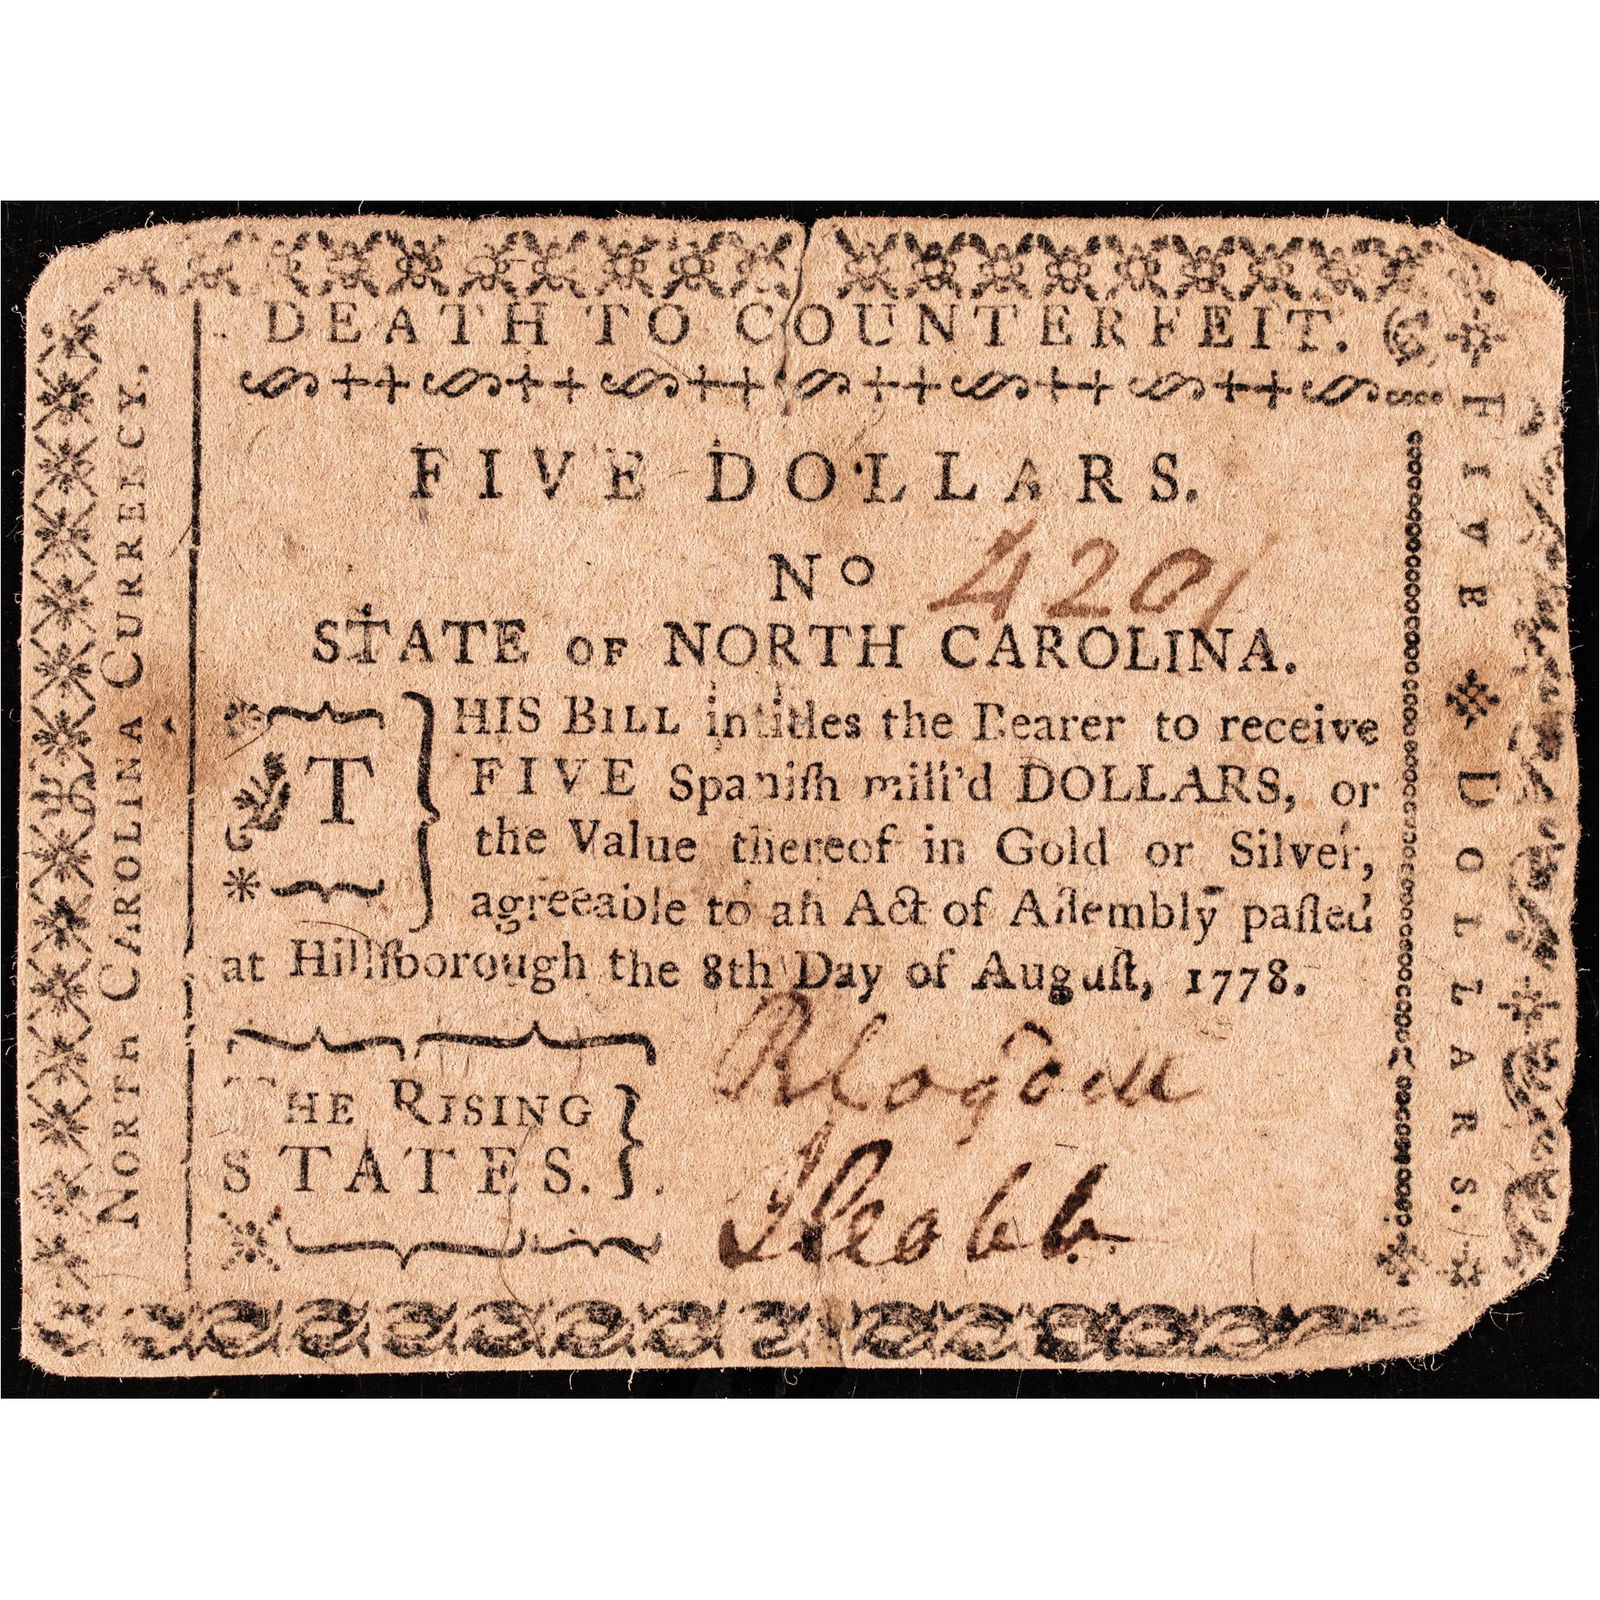 DEATH TO COUNTERFEIT.
FIVE DOLLARS.
No 4201
STATE OF NORTH CAROLINA.
THIS BILL intitles the Bearer to receive
FIVE Spaniſh mill'd DOLLARS, or
the Value thereof in Gold or Silver,
agreeable to an Act of Aſſembly paſſed
at Hillſborough the 8th Day of Auguſt, 1778.
THE RISING
STATES.
NORTH CAROLINA CURRENCY.
FIVE DOLLARS.